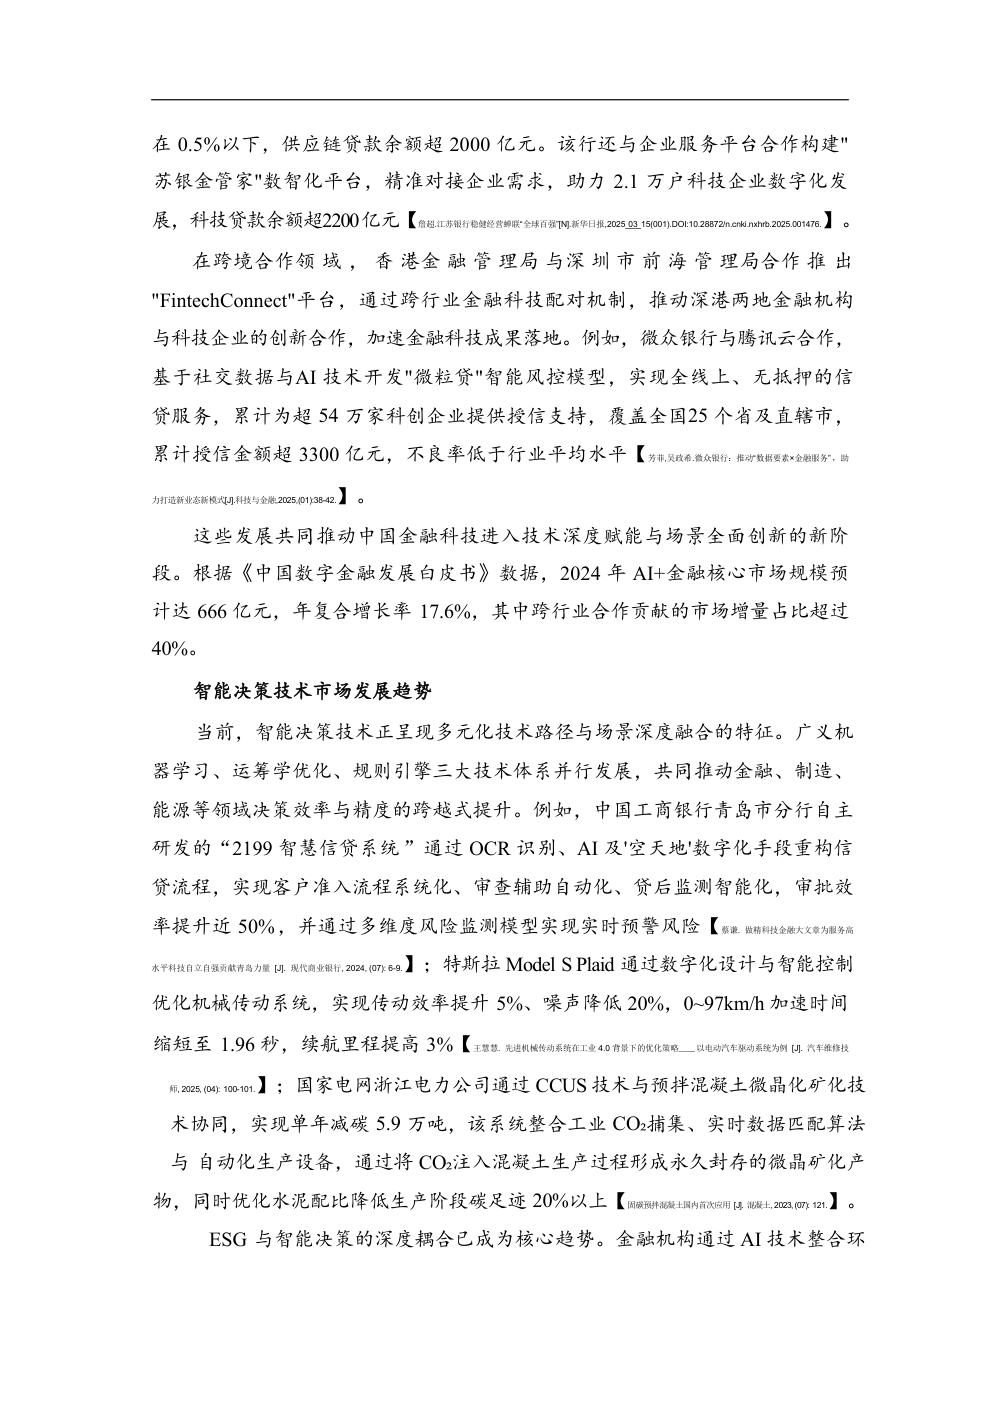 在 0.5%以下，供应链贷款余额超 2000 亿元。该行还与企业服务平台合作构建"
苏银金管家"数智化平台，精准对接企业需求，助力 2.1 万户科技企业数字化发
展，科技贷款余额超2200亿元【詹超.江苏银行稳健经营蝉联“全球百强”[N].新华日报,2025_03_15(001).DOI:10.28872/n.cnki.nxhrb.2025.001476.】。
在跨境合作领域，香港金融管理局与深圳市前海管理局合作推出
"FintechConnect"平台，通过跨行业金融科技配对机制，推动深港两地金融机构
与科技企业的创新合作，加速金融科技成果落地。例如，微众银行与腾讯云合作，
基于社交数据与AI 技术开发"微粒贷"智能风控模型，实现全线上、无抵押的信
贷服务，累计为超 54 万家科创企业提供授信支持，覆盖全国25 个省及直辖市，
累计授信金额超 3300 亿元，不良率低于行业平均水平【芳菲,吴政希.微众银行：推动“数据要素×金融服务”，助
力打造新业态新模式[J].科技与金融,2025,(01):38-42.】。
这些发展共同推动中国金融科技进入技术深度赋能与场景全面创新的新阶
段。根据《中国数字金融发展白皮书》数据，2024 年 AI+金融核心市场规模预
计达 666 亿元，年复合增长率 17.6%，其中跨行业合作贡献的市场增量占比超过
40%。
智能决策技术市场发展趋势
当前，智能决策技术正呈现多元化技术路径与场景深度融合的特征。广义机
器学习、运筹学优化、规则引擎三大技术体系并行发展，共同推动金融、制造、
能源等领域决策效率与精度的跨越式提升。例如，中国工商银行青岛市分行自主
研发的“2199 智慧信贷系统”通过 OCR 识别、AI 及'空天地'数字化手段重构信
贷流程，实现客户准入流程系统化、审查辅助自动化、贷后监测智能化，审批效
率提升近 50%，并通过多维度风险监测模型实现实时预警风险【蔡谦. 做精科技金融大文章为服务高
水平科技自立自强贡献青岛力量 [J]. 现代商业银行, 2024, (07): 6-9.】；特斯拉 Model S Plaid 通过数字化设计与智能控制
优化机械传动系统，实现传动效率提升 5%、噪声降低 20%，0~97km/h 加速时间
缩短至 1.96 秒，续航里程提高 3%【王慧慧. 先进机械传动系统在工业 4.0 背景下的优化策略____以电动汽车驱动系统为例 [J]. 汽车维修技
师, 2025, (04): 100-101.】；国家电网浙江电力公司通过 CCUS 技术与预拌混凝土微晶化矿化技
术协同，实现单年减碳 5.9 万吨，该系统整合工业 CO₂捕集、实时数据匹配算法
与 自动化生产设备，通过将 CO₂注入混凝土生产过程形成永久封存的微晶矿化产
物，同时优化水泥配比降低生产阶段碳足迹 20%以上【固碳预拌混凝土国内首次应用 [J]. 混凝土, 2023, (07): 121.】。
ESG 与智能决策的深度耦合已成为核心趋势。金融机构通过 AI 技术整合环